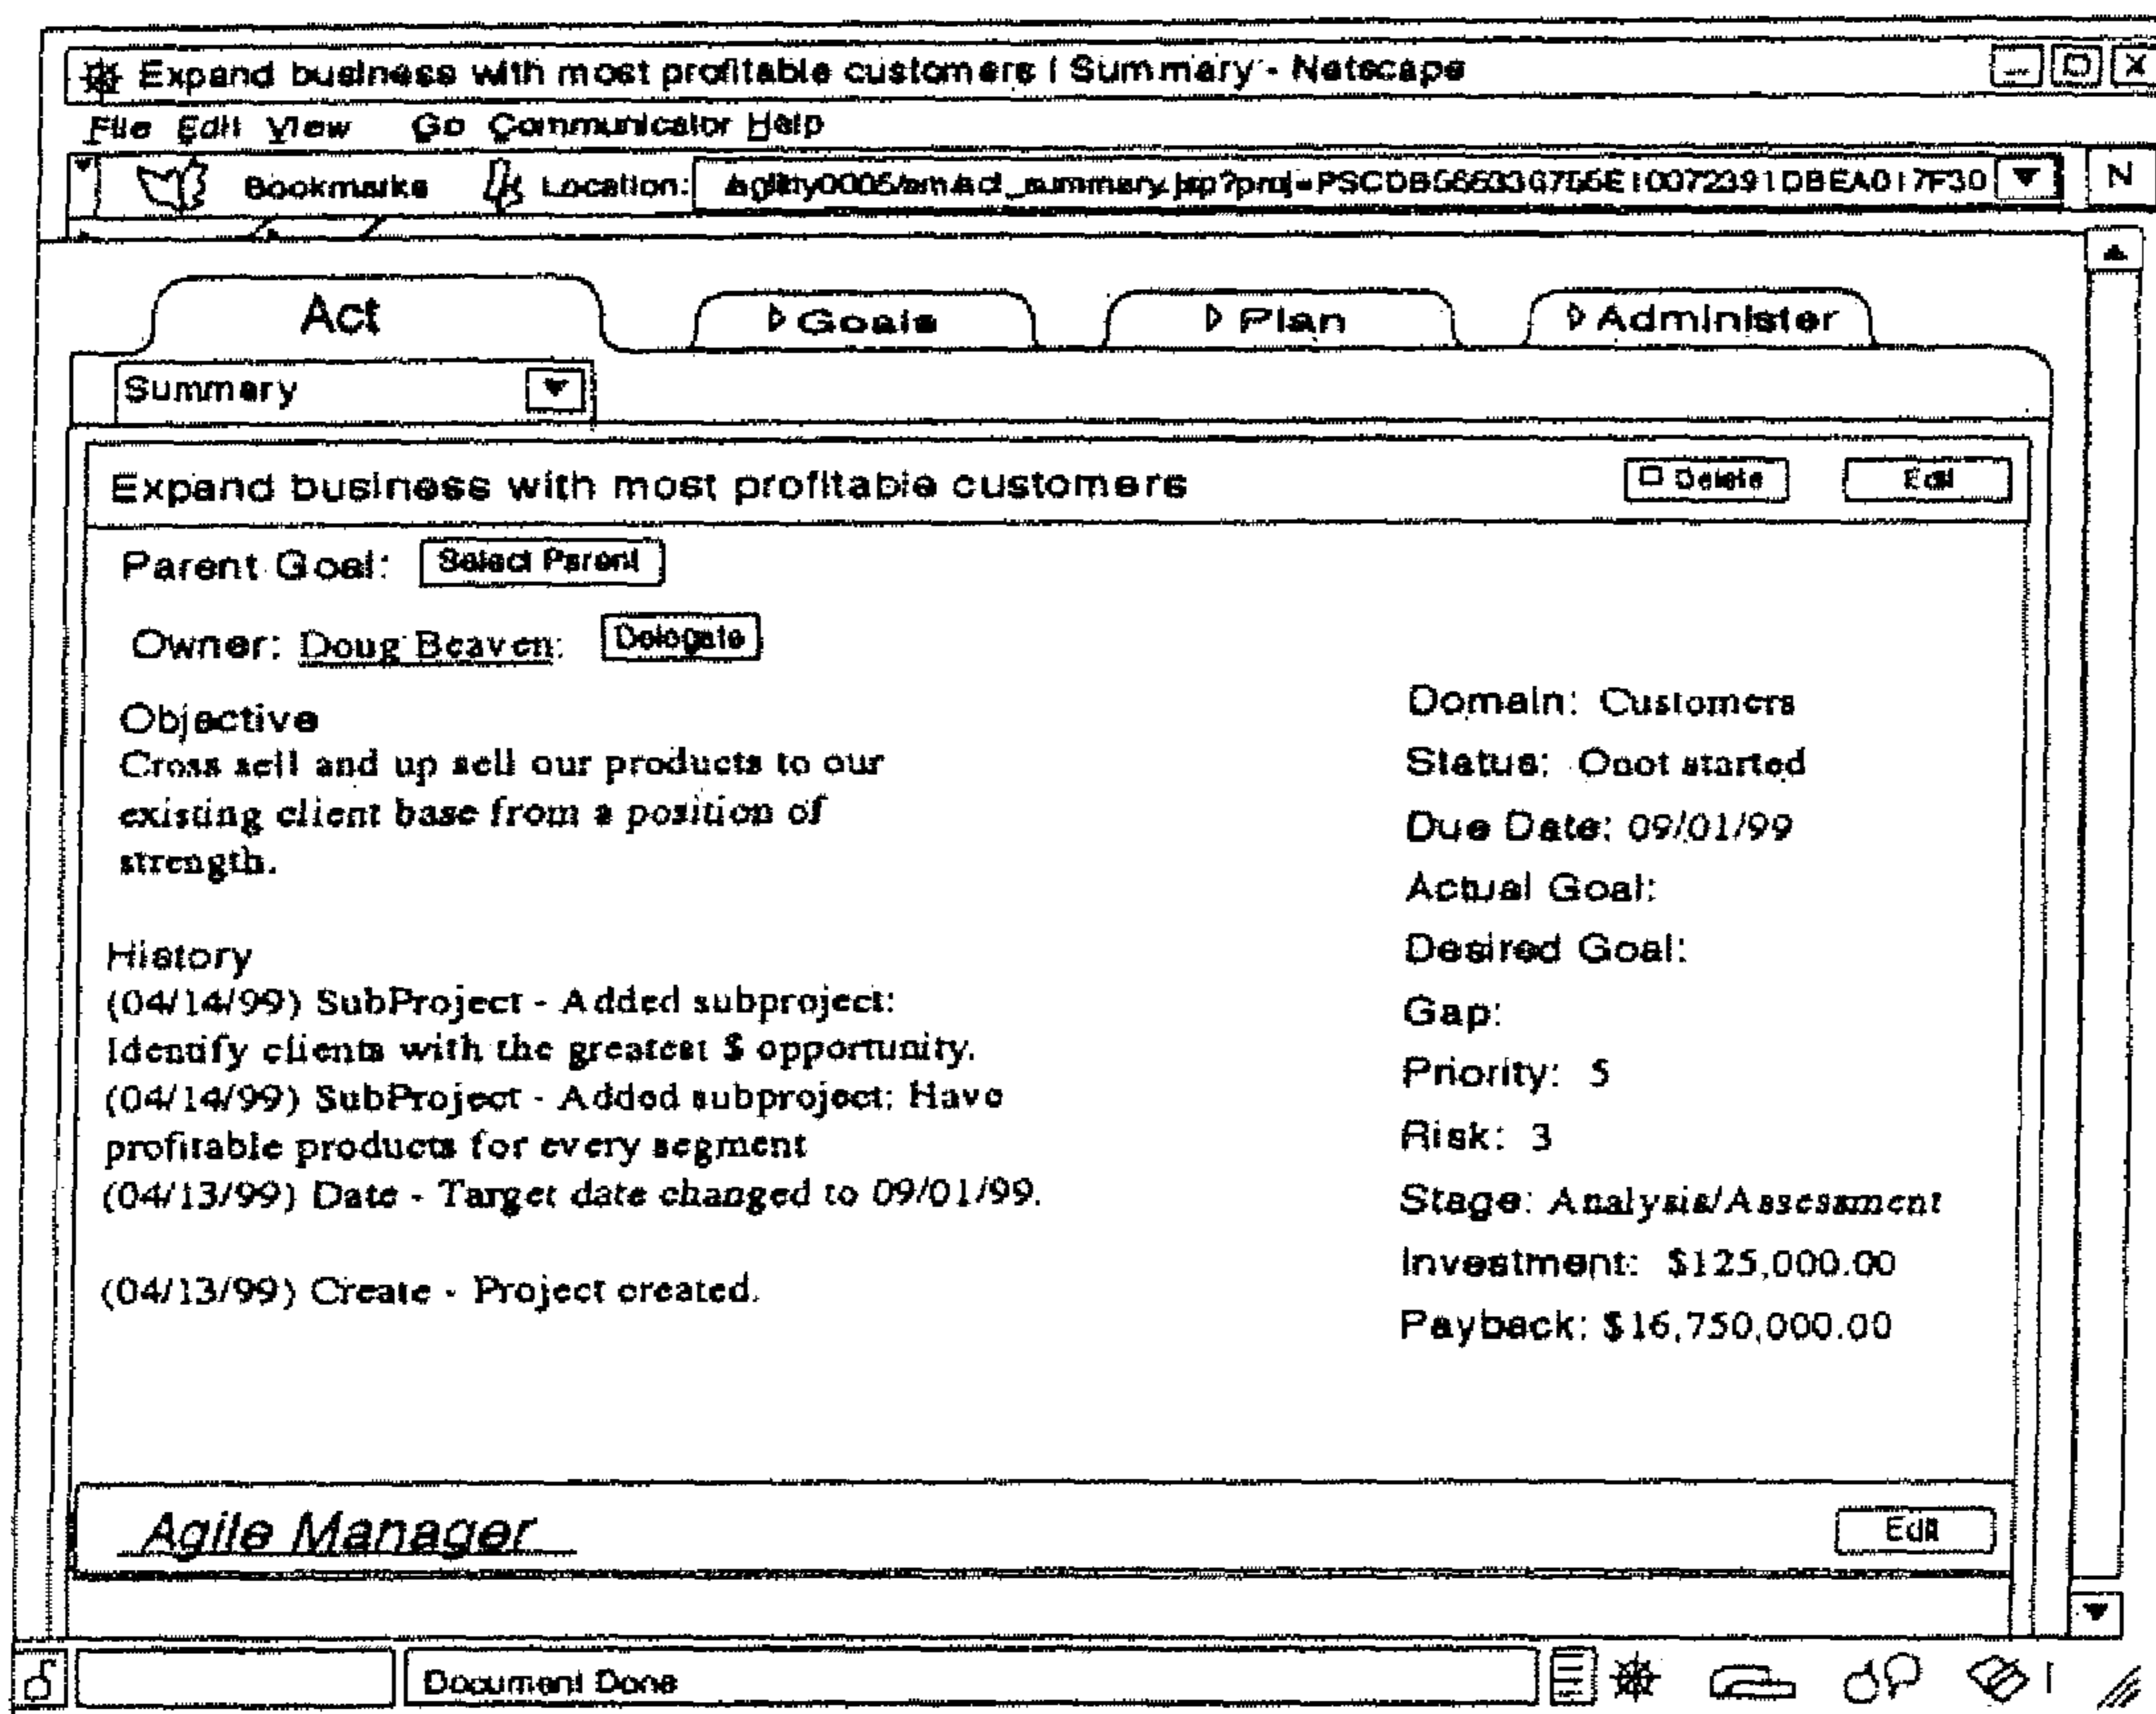 Expand business with most profitable customers | Summary - Netscape
File Edit View Go Communicator Help
Bookmarks Location: N
Act Goals Plan Administer
Summary
Expand business with most profitable customers Delete Edit
Parent Goal: Select Parent
Owner: Doug Beaven: Delegate
Objective
Cross sell and up sell our products to our
existing client base from a position of
strength.
History
(04/14/99) SubProject - Added subproject:
Identify clients with the greatest $ opportunity.
(04/14/99) SubProject - Added subproject: Have
profitable products for every segment
(04/13/99) Date - Target date changed to 09/01/99.
(04/13/99) Create - Project created.
Domain: Customers
Status: Onot started
Due Date: 09/01/99
Actual Goal:
Desired Goal:
Gap:
Priority: 5
Risk: 3
Stage: Analysis/Assessment
Investment: $125,000.00
Payback: $16,750,000.00
Agile Manager Edit
Document Done